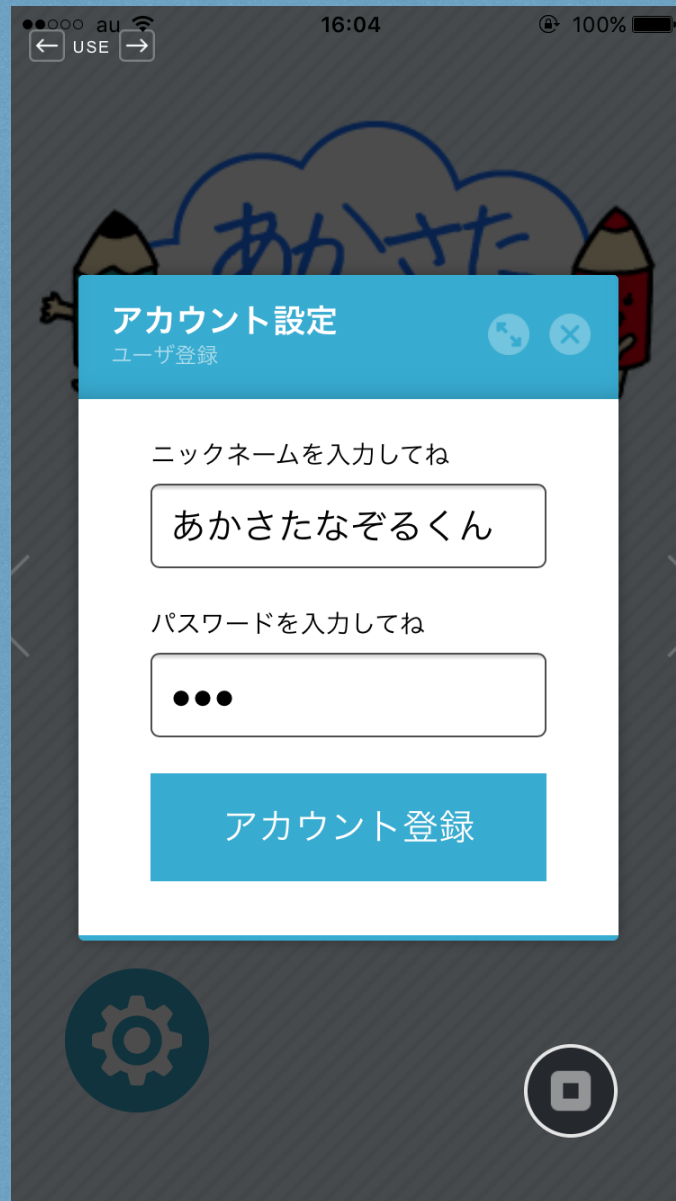 au 16:04 100%
← USE →
あかさた
アカウント設定
ユーザ登録
ニックネームを入力してね
あかさたなぞるくん
パスワードを入力してね
●●●
アカウント登録